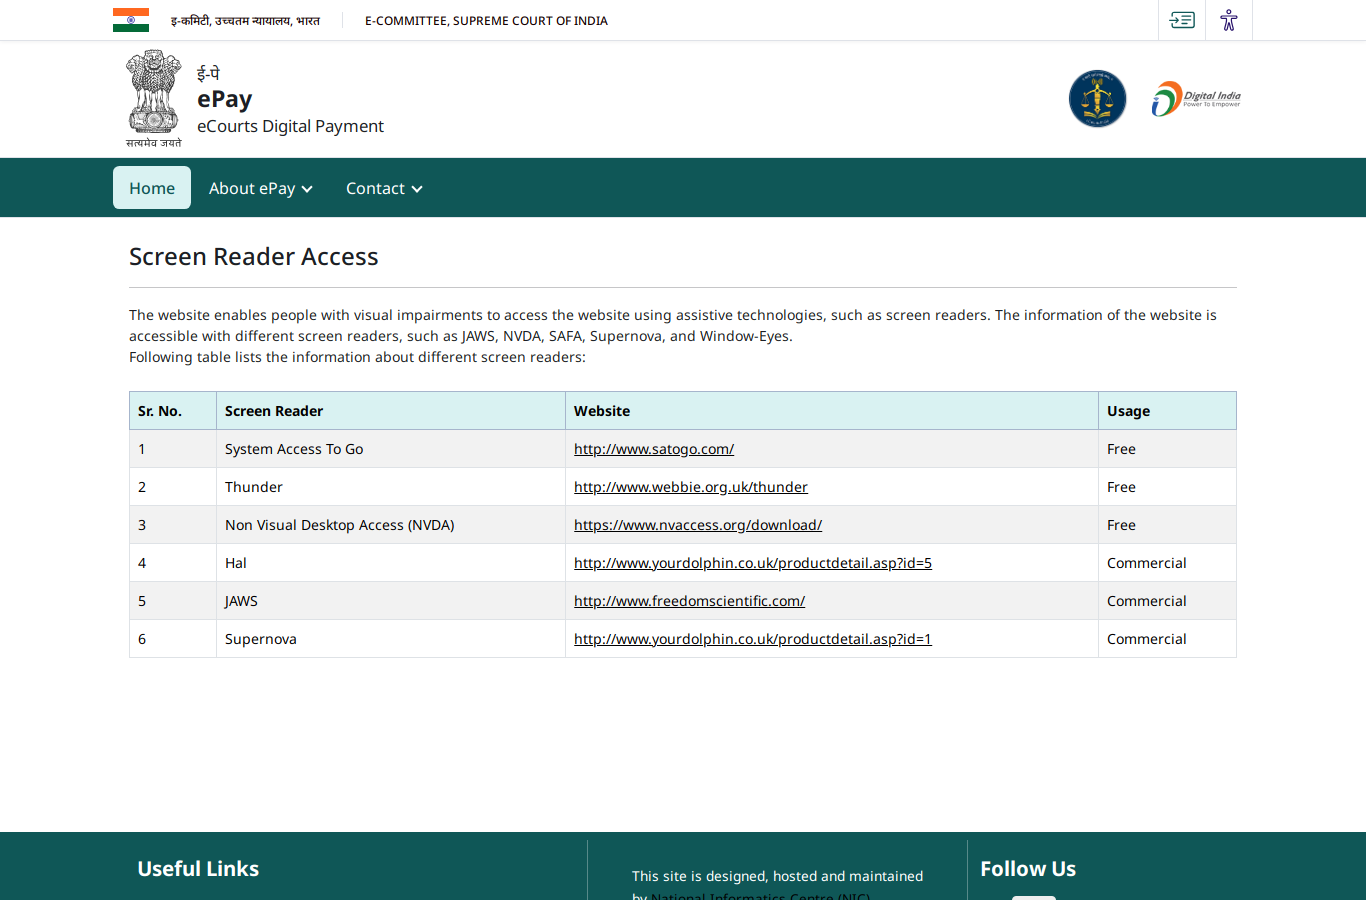 इ-कमिटी, उच्चतम न्यायालय, भारत
E-COMMITTEE, SUPREME COURT OF INDIA
सत्यमेव जयते
ई-पे
ePay
eCourts Digital Payment
Digital India
Power To Empower
Home
About ePay
Contact
Screen Reader Access
The website enables people with visual impairments to access the website using assistive technologies, such as screen readers. The information of the website is
accessible with different screen readers, such as JAWS, NVDA, SAFA, Supernova, and Window-Eyes.
Following table lists the information about different screen readers:
Sr. No. Screen Reader Website Usage
1 System Access To Go http://www.satogo.com/ Free
2 Thunder http://www.webbie.org.uk/thunder Free
3 Non Visual Desktop Access (NVDA) https://www.nvaccess.org/download/ Free
4 Hal http://www.yourdolphin.co.uk/productdetail.asp?id=5 Commercial
5 JAWS http://www.freedomscientific.com/ Commercial
6 Supernova http://www.yourdolphin.co.uk/productdetail.asp?id=1 Commercial
Useful Links
This site is designed, hosted and maintained
by National Informatics Centre (NIC)
Follow Us